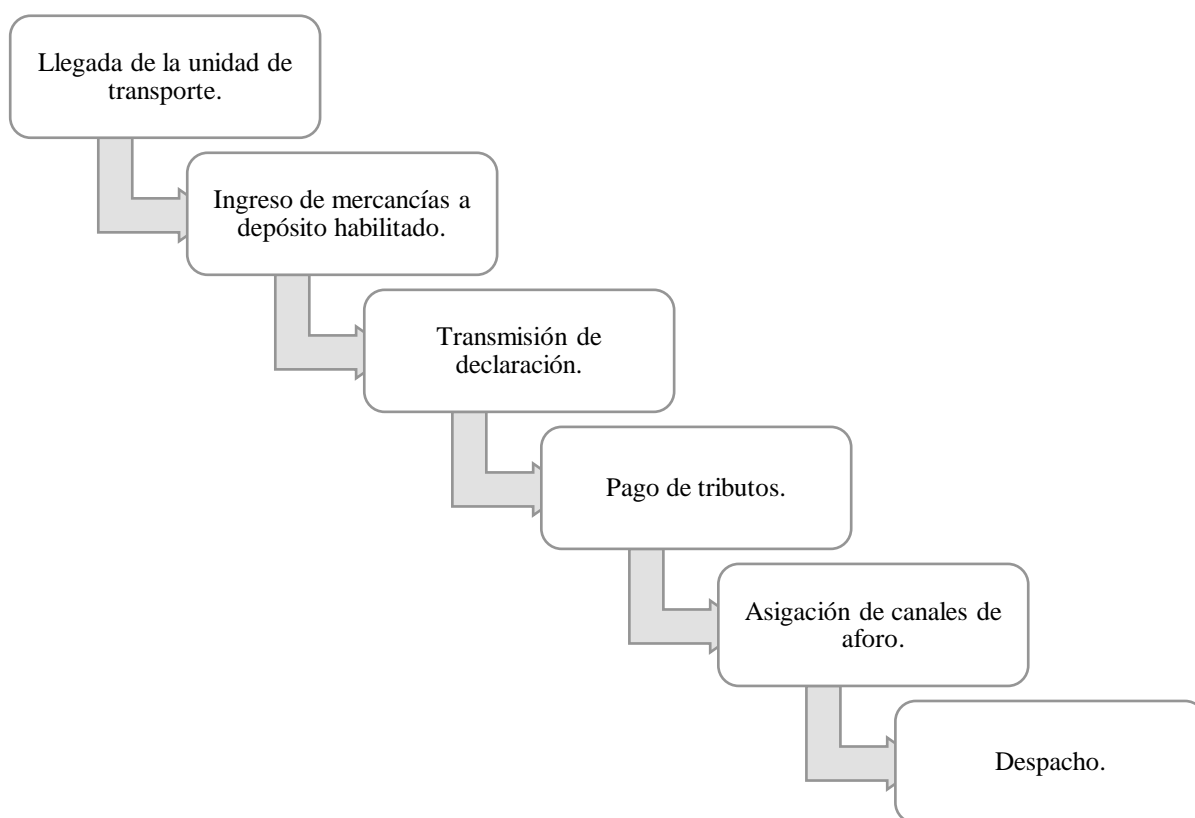 Llegada de la unidad de
transporte.
Ingreso de mercancías a
depósito habilitado.
Transmisión de
declaración.
Pago de tributos.
Asigación de canales de
aforo.
Despacho.